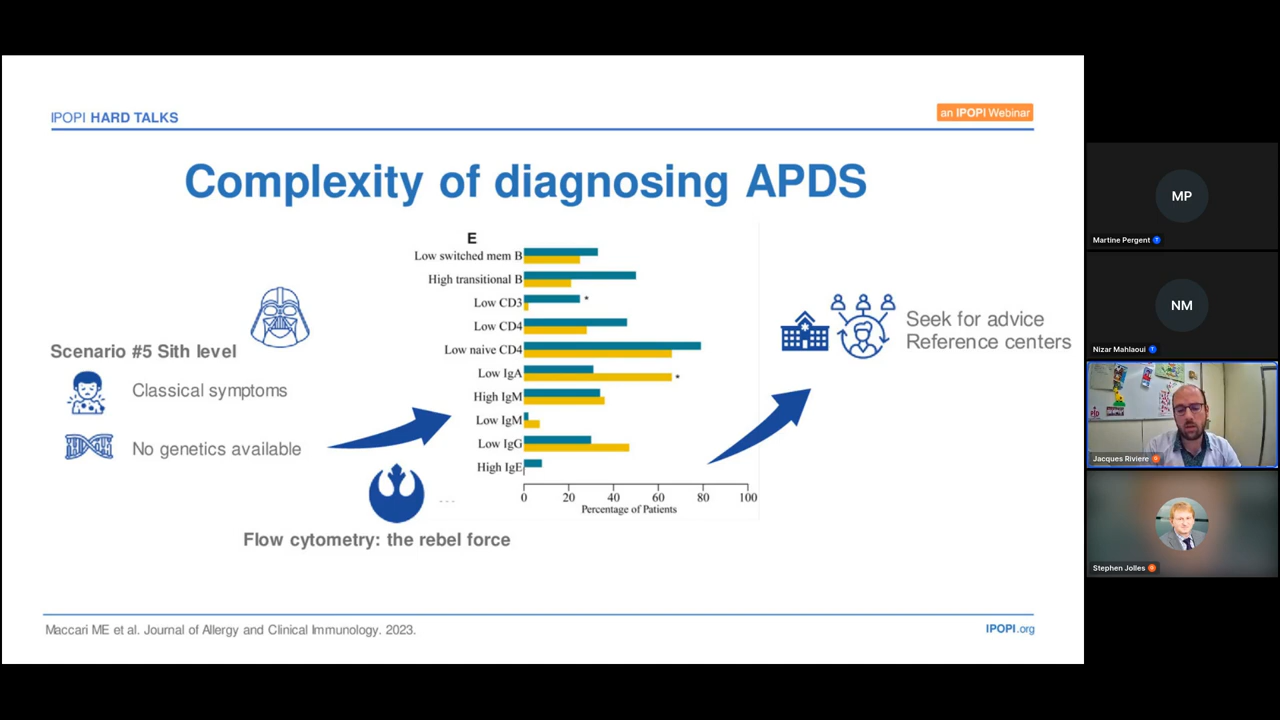 IPOPI HARD TALKS
an IPOPI Webinar
Complexity of diagnosing APDS
E
Low switched mem B
High transitional B
Low CD3
*
Low CD4
Low naive CD4
Low IgA
*
High IgM
Low IgM
Low IgG
High IgE
0 20 40 60 80 100
Percentage of Patients
Scenario #5 Sith level
Classical symptoms
No genetics available
...
Flow cytometry: the rebel force
Seek for advice
Reference centers
Maccari ME et al. Journal of Allergy and Clinical Immunology. 2023.
IPOPI.org
MP
Martine Pergent
NM
Nizar Mahlaoui
PID
Jacques Riviere
Stephen Jolles